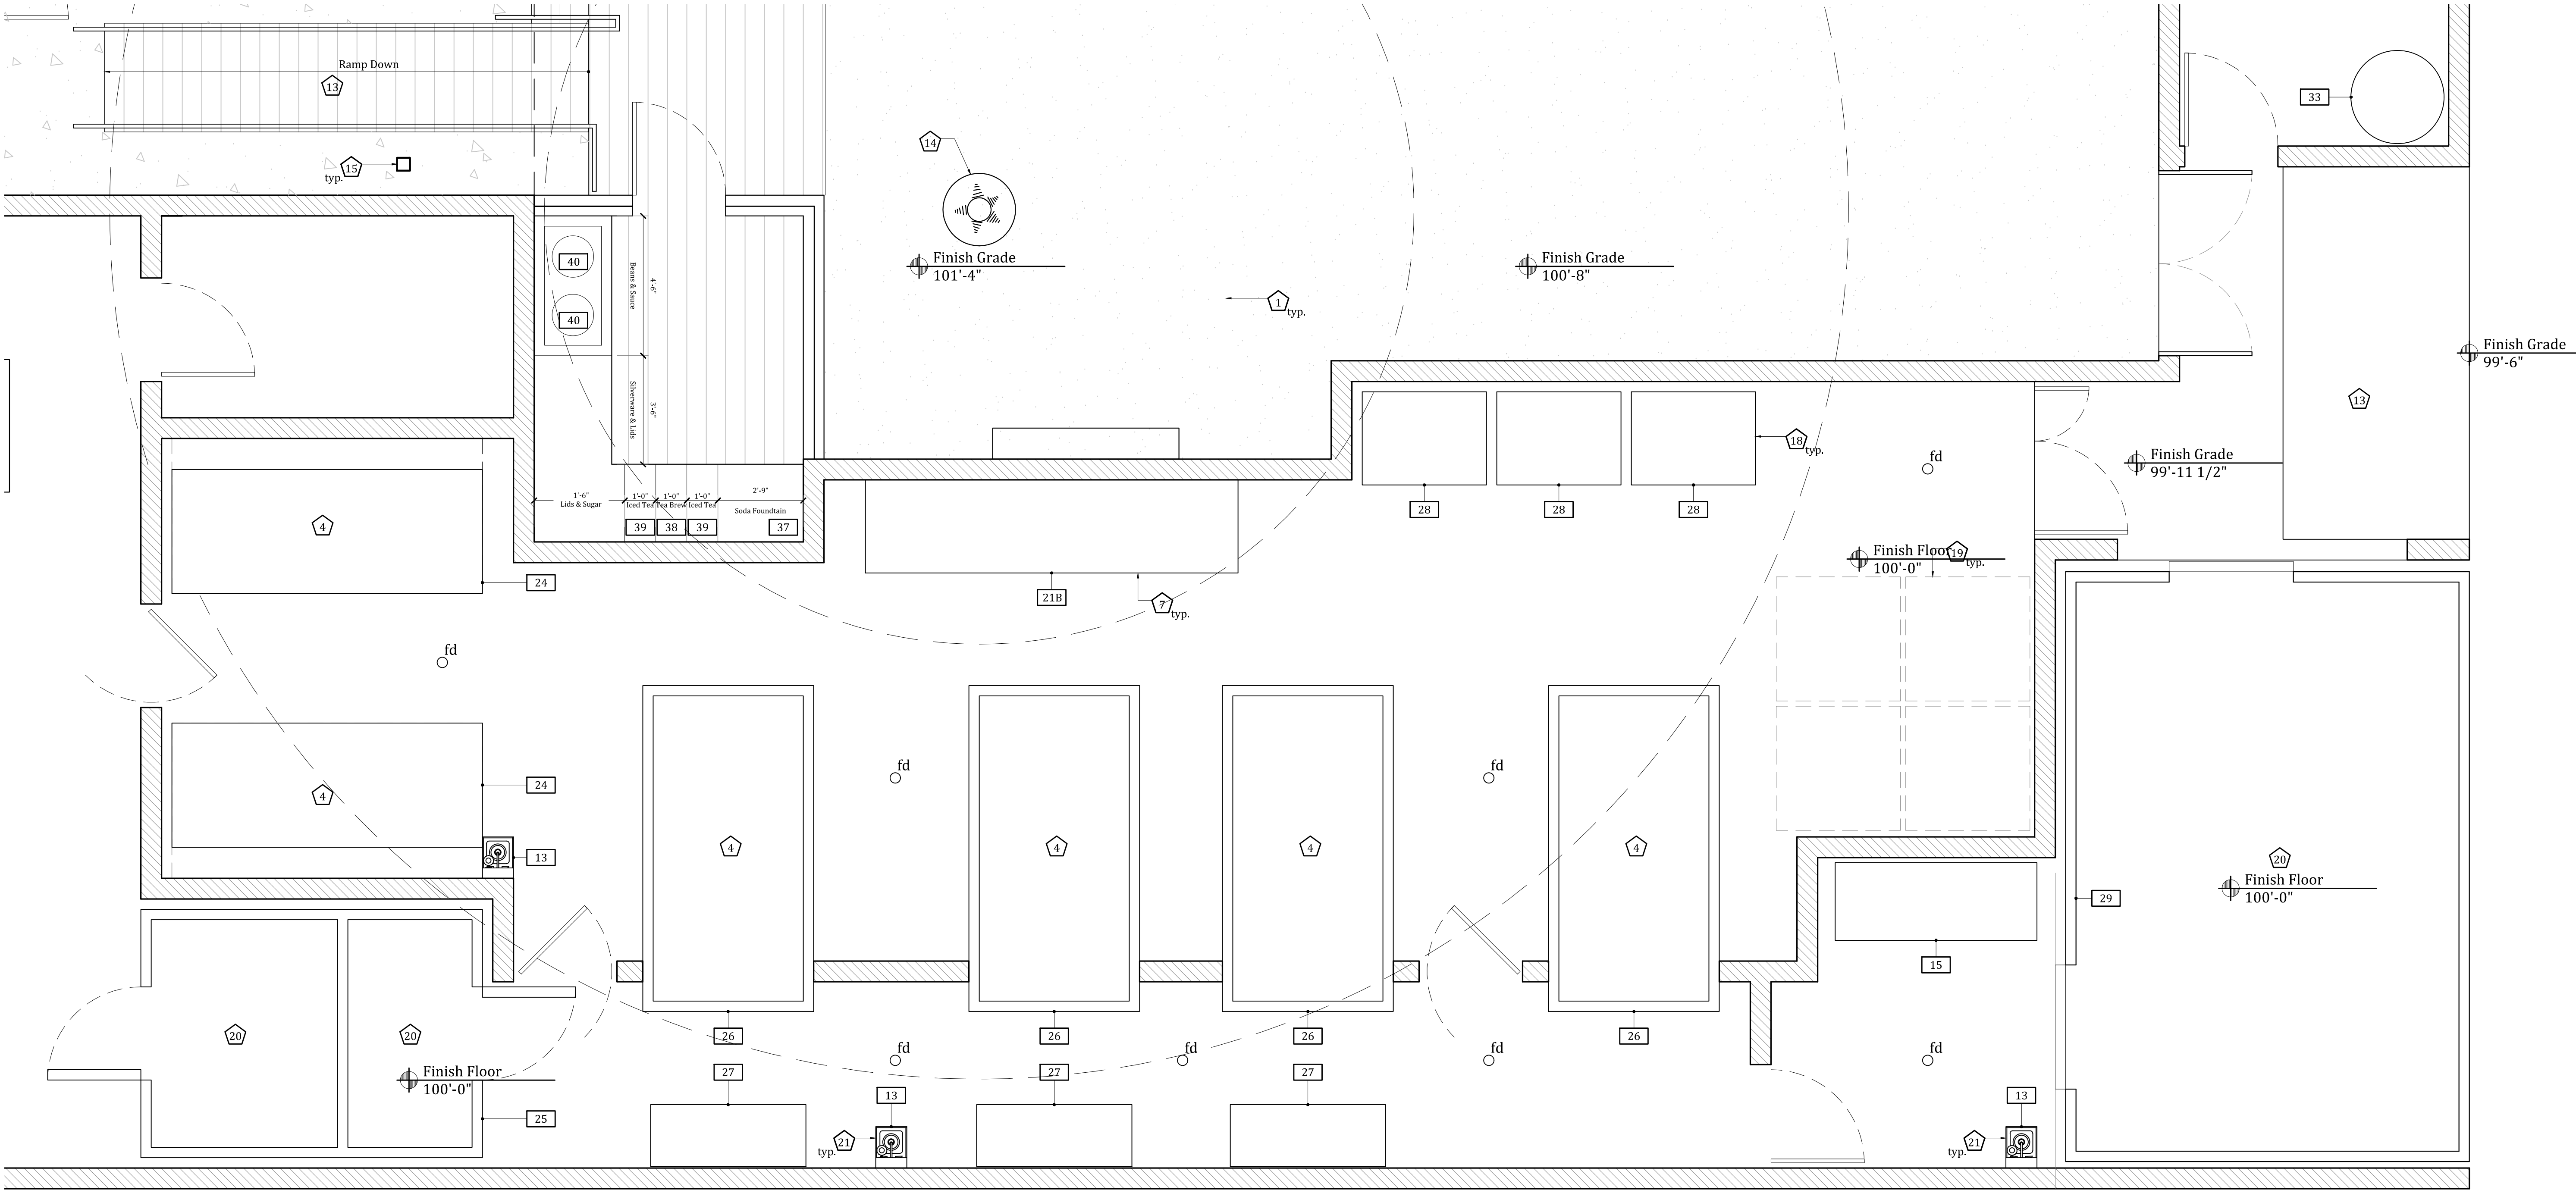 Ramp Down
13
15
typ.
14
33
Finish Grade
101'-4"
Finish Grade
100'-8"
1
typ.
40
40
Beans & Sauce
4'-6"
Silverware & Lids
3'-6"
Finish Grade
99'-6"
13
18
typ.
fd
Finish Grade
99'-11 1/2"
1'-6"
Lids & Sugar
1'-0"
Iced Tea
1'-0"
Tea Brew
1'-0"
Iced Tea
2'-9"
Soda Foundtain
39
38
39
37
28
28
28
4
24
Finish Floor
100'-0"
19
typ.
21B
7
typ.
fd
24
4
fd
fd
13
4
4
4
4
20
Finish Floor
100'-0"
29
15
20
20
26
26
26
26
fd
fd
fd
fd
Finish Floor
100'-0"
27
27
27
25
13
13
21
typ.
21
typ.